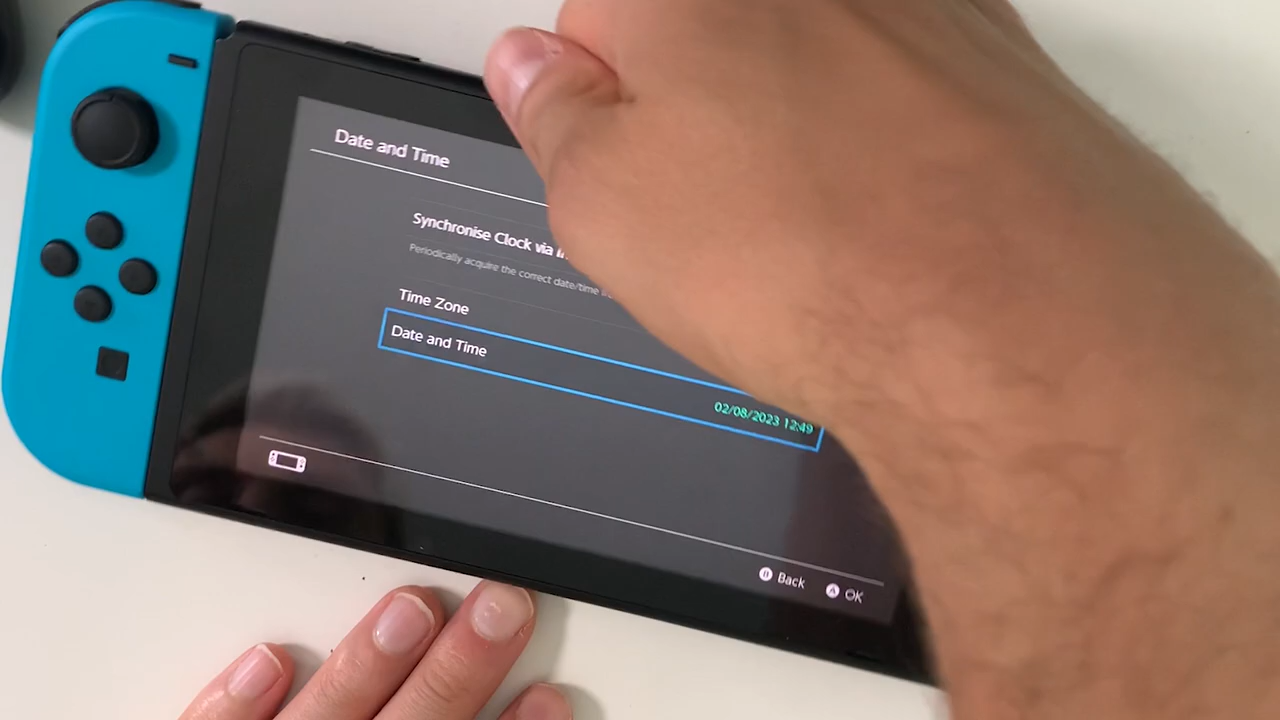 Date and Time
Synchronise Clock via
Periodically acquire the correct date/time
Time Zone
Date and Time
02/08/2023 12:49
B Back
A OK